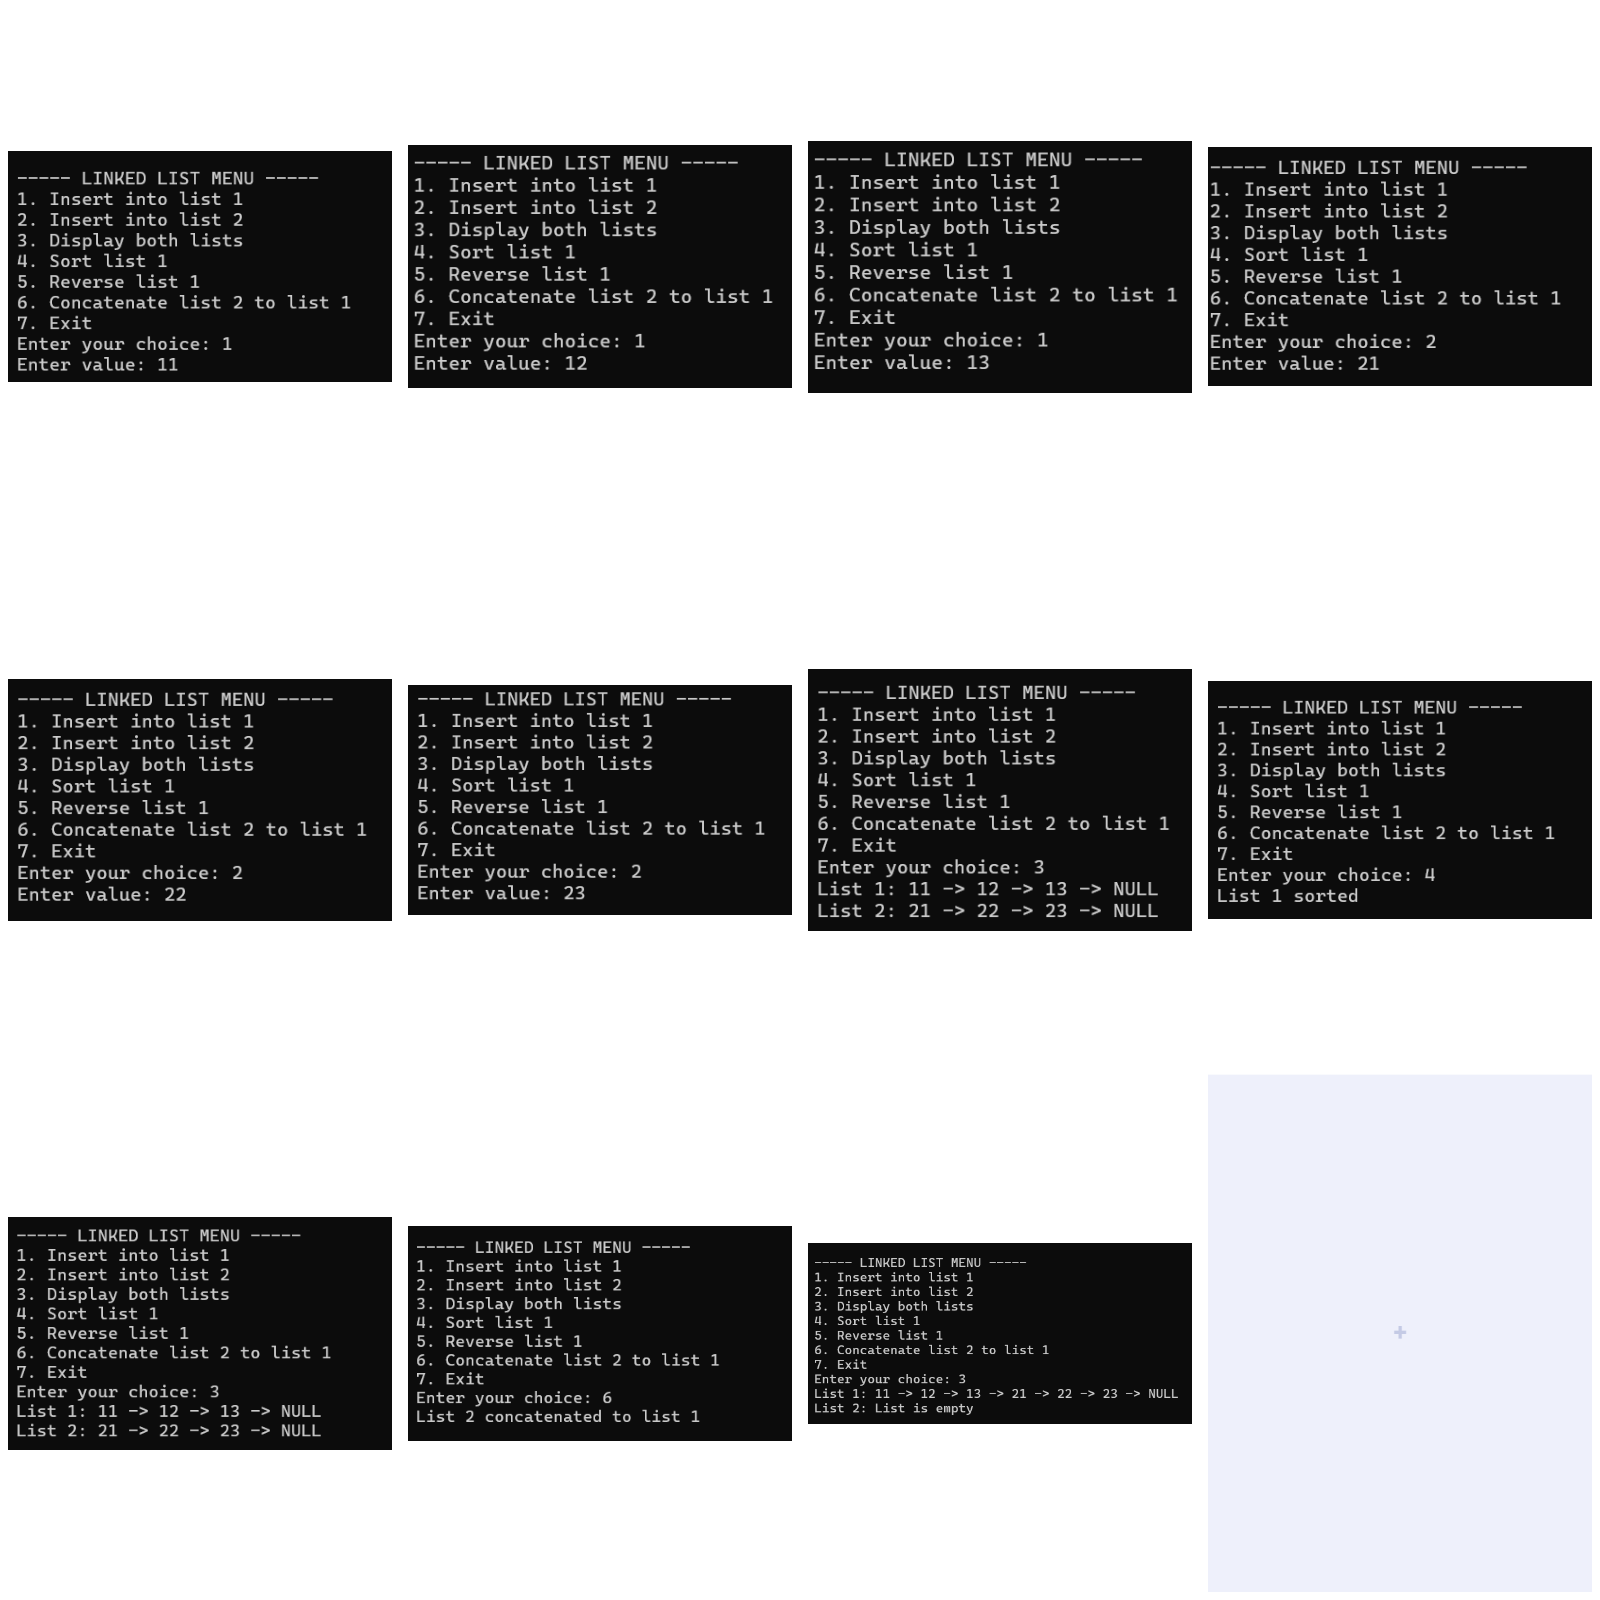 ----- LINKED LIST MENU -----
1. Insert into list 1
2. Insert into list 2
3. Display both lists
4. Sort list 1
5. Reverse list 1
6. Concatenate list 2 to list 1
7. Exit
Enter your choice: 1
Enter value: 11
----- LINKED LIST MENU -----
1. Insert into list 1
2. Insert into list 2
3. Display both lists
4. Sort list 1
5. Reverse list 1
6. Concatenate list 2 to list 1
7. Exit
Enter your choice: 1
Enter value: 12
----- LINKED LIST MENU -----
1. Insert into list 1
2. Insert into list 2
3. Display both lists
4. Sort list 1
5. Reverse list 1
6. Concatenate list 2 to list 1
7. Exit
Enter your choice: 1
Enter value: 13
----- LINKED LIST MENU -----
1. Insert into list 1
2. Insert into list 2
3. Display both lists
4. Sort list 1
5. Reverse list 1
6. Concatenate list 2 to list 1
7. Exit
Enter your choice: 2
Enter value: 21
----- LINKED LIST MENU -----
1. Insert into list 1
2. Insert into list 2
3. Display both lists
4. Sort list 1
5. Reverse list 1
6. Concatenate list 2 to list 1
7. Exit
Enter your choice: 2
Enter value: 22
----- LINKED LIST MENU -----
1. Insert into list 1
2. Insert into list 2
3. Display both lists
4. Sort list 1
5. Reverse list 1
6. Concatenate list 2 to list 1
7. Exit
Enter your choice: 2
Enter value: 23
----- LINKED LIST MENU -----
1. Insert into list 1
2. Insert into list 2
3. Display both lists
4. Sort list 1
5. Reverse list 1
6. Concatenate list 2 to list 1
7. Exit
Enter your choice: 3
List 1: 11 -> 12 -> 13 -> NULL
List 2: 21 -> 22 -> 23 -> NULL
----- LINKED LIST MENU -----
1. Insert into list 1
2. Insert into list 2
3. Display both lists
4. Sort list 1
5. Reverse list 1
6. Concatenate list 2 to list 1
7. Exit
Enter your choice: 4
List 1 sorted
----- LINKED LIST MENU -----
1. Insert into list 1
2. Insert into list 2
3. Display both lists
4. Sort list 1
5. Reverse list 1
6. Concatenate list 2 to list 1
7. Exit
Enter your choice: 3
List 1: 11 -> 12 -> 13 -> NULL
List 2: 21 -> 22 -> 23 -> NULL
----- LINKED LIST MENU -----
1. Insert into list 1
2. Insert into list 2
3. Display both lists
4. Sort list 1
5. Reverse list 1
6. Concatenate list 2 to list 1
7. Exit
Enter your choice: 6
List 2 concatenated to list 1
----- LINKED LIST MENU -----
1. Insert into list 1
2. Insert into list 2
3. Display both lists
4. Sort list 1
5. Reverse list 1
6. Concatenate list 2 to list 1
7. Exit
Enter your choice: 3
List 1: 11 -> 12 -> 13 -> 21 -> 22 -> 23 -> NULL
List 2: List is empty
+